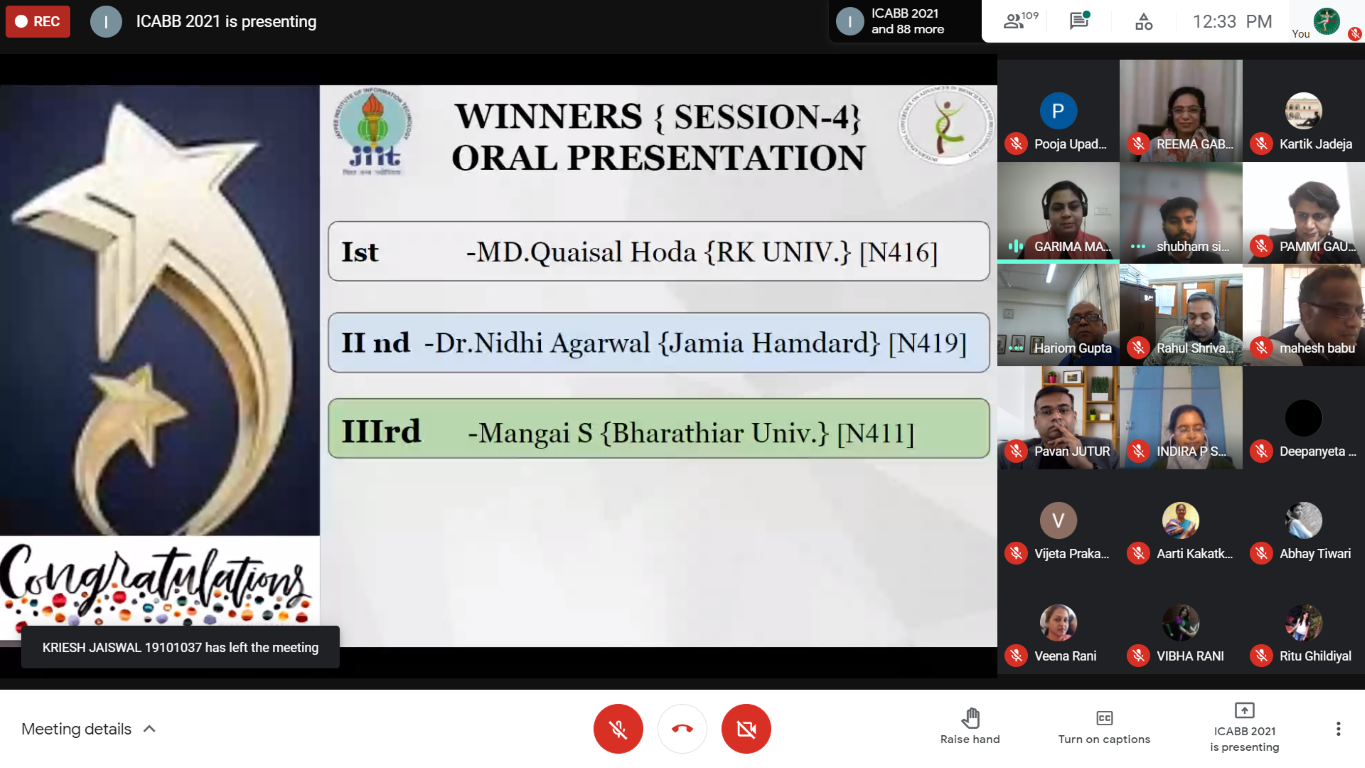 REC
I
ICABB 2021 is presenting
I
ICABB 2021
and 88 more
109
12:33 PM
You
jiit
WINNERS { SESSION-4}
ORAL PRESENTATION
Ist -MD.Quaisal Hoda {RK UNIV.} [N416]
II nd -Dr.Nidhi Agarwal {Jamia Hamdard} [N419]
IIIrd -Mangai S {Bharathiar Univ.} [N411]
Congratulations
KRIESH JAISWAL 19101037 has left the meeting
P
Pooja Upad...
REEMA GAB...
Kartik Jadeja
GARIMA MA...
shubham si...
PAMMI GAU...
Hariom Gupta
Rahul Shriva...
mahesh babu
Pavan JUTUR
INDIRA P S...
Deepanyeta ...
V
Vijeta Praka...
Aarti Kakatk...
Abhay Tiwari
Veena Rani
VIBHA RANI
Ritu Ghildiyal
Meeting details
Raise hand
CC
Turn on captions
ICABB 2021
is presenting